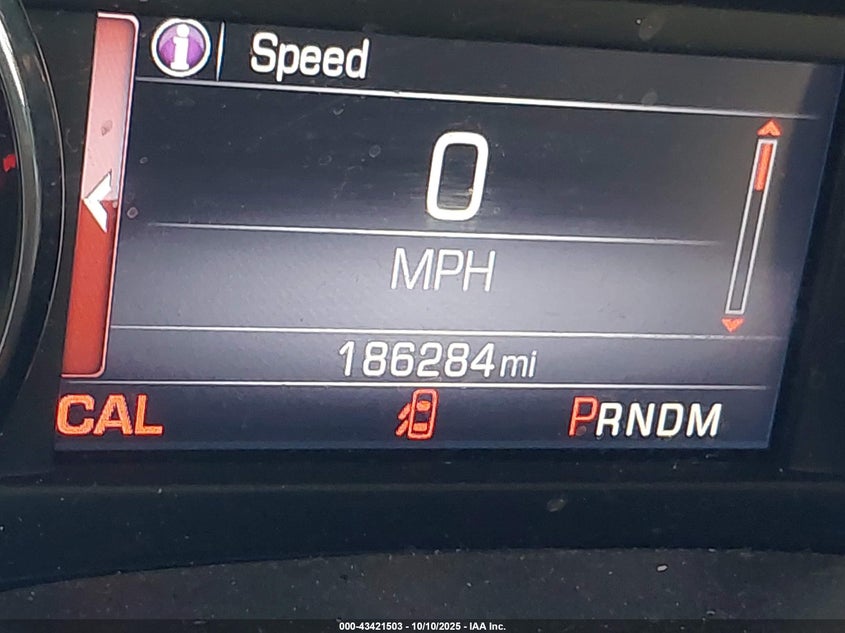 Speed
0
MPH
186284mi
CAL PRNDM
000-43421503 - 10/10/2025 - IAA Inc.